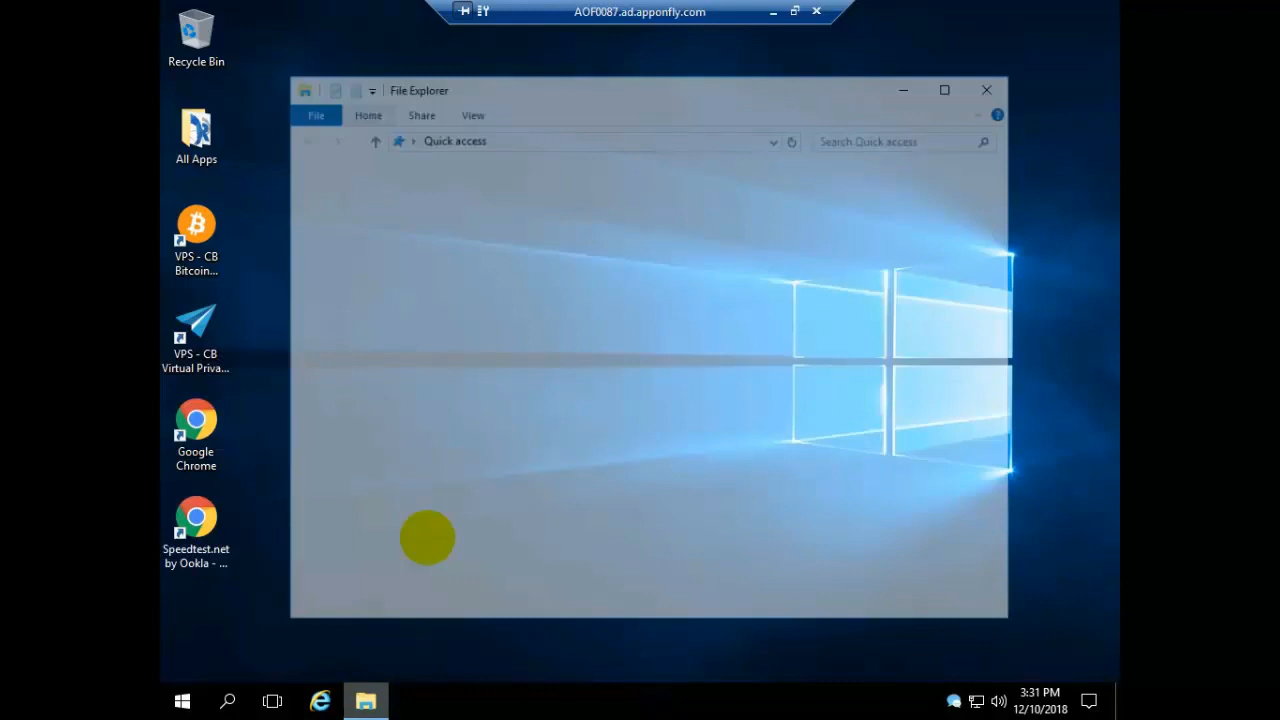 AOF0087.ad.apponfly.com
Recycle Bin
All Apps
VPS - CB
Bitcoin...
VPS - CB
Virtual Priva...
Google
Chrome
Speedtest.net
by Ookla - ...
File Explorer
File Home Share View
Quick access
Search Quick access
3:31 PM
12/10/2018